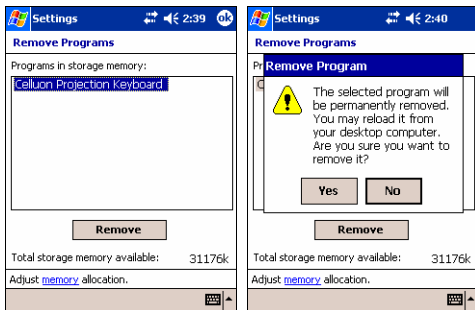 Settings 2:39 ok
Remove Programs
Programs in storage memory:
Celluon Projection Keyboard
Remove
Total storage memory available: 31176k
Adjust memory allocation.
Settings 2:40
Remove Programs
Pr
Remove Program
C
The selected program will
be permanently removed.
You may reload it from
your desktop computer.
Are you sure you want to
remove it?
Yes No
Remove
Total storage memory available: 31176k
Adjust memory allocation.